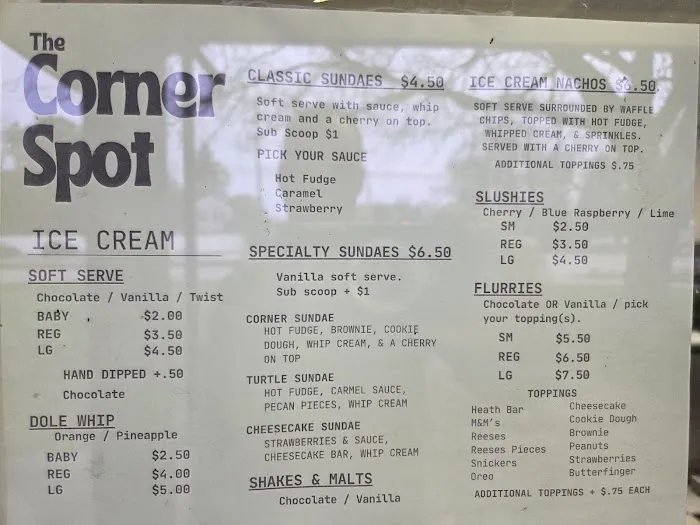 The
Corner
Spot
ICE CREAM
SOFT SERVE
Chocolate / Vanilla / Twist
BABY $2.00
REG $3.50
LG $4.50
HAND DIPPED +.50
Chocolate
DOLE WHIP
Orange / Pineapple
BABY $2.50
REG $4.00
LG $5.00
CLASSIC SUNDAES $4.50
Soft serve with sauce, whip
cream and a cherry on top.
Sub Scoop $1
PICK YOUR SAUCE
Hot Fudge
Caramel
Strawberry
SPECIALTY SUNDAES $6.50
Vanilla soft serve.
Sub scoop + $1
CORNER SUNDAE
HOT FUDGE, BROWNIE, COOKIE
DOUGH, WHIP CREAM, & A CHERRY
ON TOP
TURTLE SUNDAE
HOT FUDGE, CARMEL SAUCE,
PECAN PIECES, WHIP CREAM
CHEESECAKE SUNDAE
STRAWBERRIES & SAUCE,
CHEESECAKE BAR, WHIP CREAM
SHAKES & MALTS
Chocolate / Vanilla
ICE CREAM NACHOS $6.50
SOFT SERVE SURROUNDED BY WAFFLE
CHIPS, TOPPED WITH HOT FUDGE,
WHIPPED CREAM, & SPRINKLES.
SERVED WITH A CHERRY ON TOP.
ADDITIONAL TOPPINGS $.75
SLUSHIES
Cherry / Blue Raspberry / Lime
SM $2.50
REG $3.50
LG $4.50
FLURRIES
Chocolate OR Vanilla / pick
your topping(s).
SM $5.50
REG $6.50
LG $7.50
TOPPINGS
Heath Bar
M&M's
Reeses
Reeses Pieces
Snickers
Oreo
Cheesecake
Cookie Dough
Brownie
Peanuts
Strawberries
Butterfinger
ADDITIONAL TOPPINGS + $.75 EACH